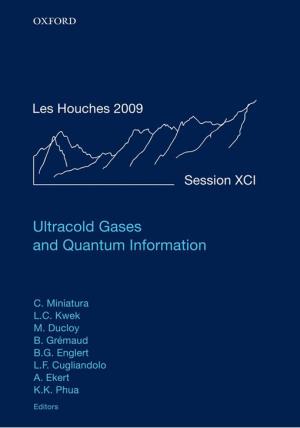 OXFORD
Les Houches 2009
Session XCI
Ultracold Gases
and Quantum Information
C. Miniatura
L.C. Kwek
M. Ducloy
B. Grémaud
B.G. Englert
L.F. Cugliandolo
A. Ekert
K.K. Phua
Editors